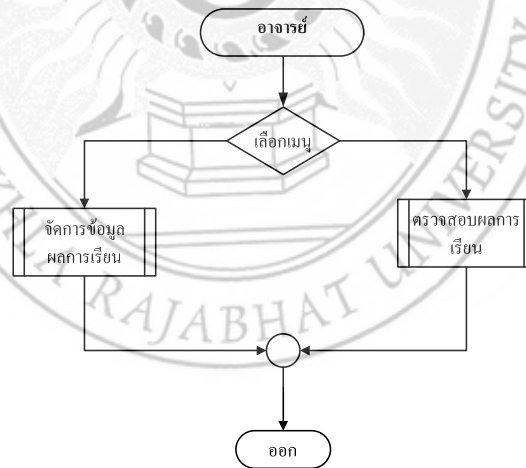 อาจารย์
เลือกเมนู
จัดการข้อมูล
ผลการเรียน
ตรวจสอบผลการ
เรียน
ออก
RAJABHAT UNIVERSITY